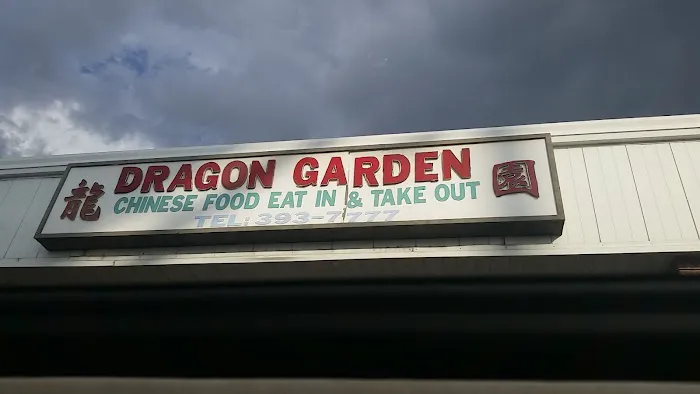 龍
DRAGON GARDEN
CHINESE FOOD EAT IN & TAKE OUT
TEL: 393-7777
園